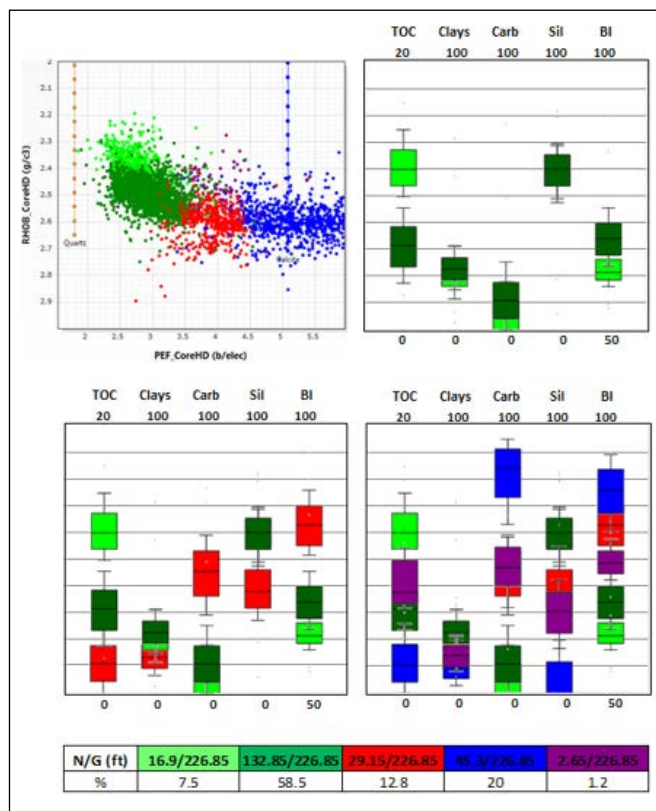 TOC Clays Carb Sil BI
20 100 100 100 100
2
2.1
2.2
2.3
2.4
2.5
2.6
2.7
2.8
2.9
RHOB_CoreHD (g/c3)
Quartz
2 2.5 3 3.5 4 4.5 5 5.5
PEF_CoreHD (b/elec)
0 0 0 0 50
TOC Clays Carb Sil BI
20 100 100 100 100
0 0 0 0 50
TOC Clays Carb Sil BI
20 100 100 100 100
0 0 0 0 50
N/G (ft) 16.9/226.85 132.85/226.85 29.15/226.85 45.3/226.85 2.65/226.85
% 7.5 58.5 12.8 20 1.2